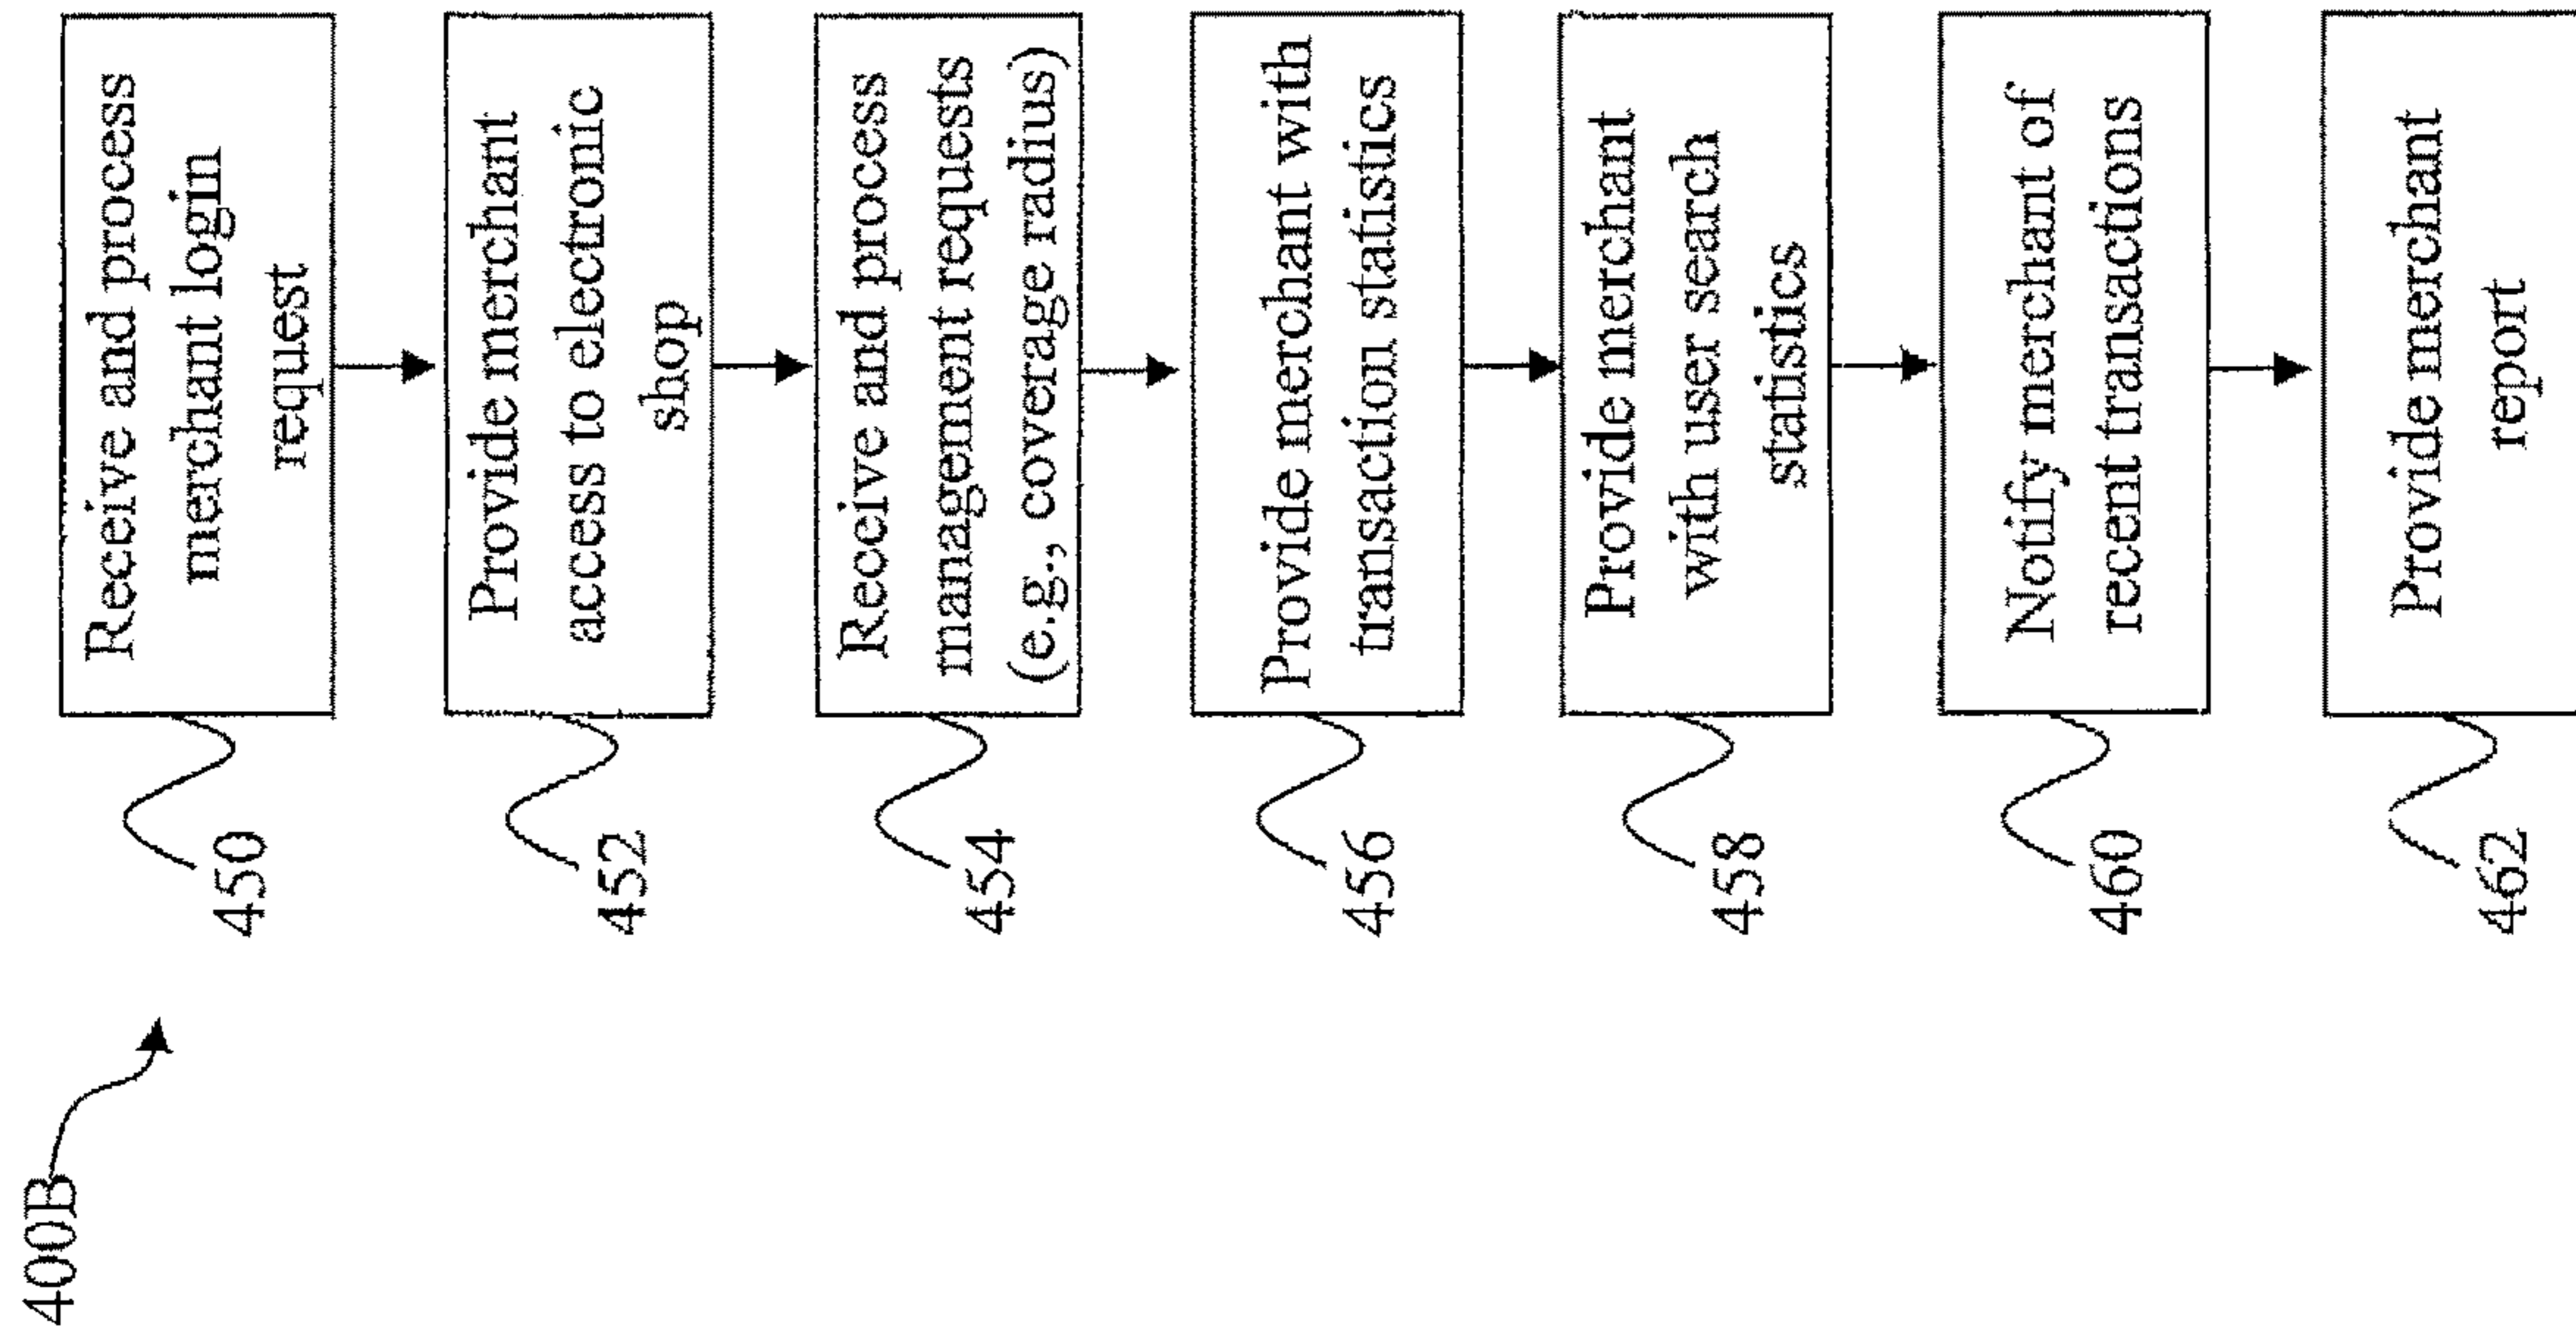 400B
450
Receive and process
merchant login
request
452
Provide merchant
access to electronic
shop
454
Receive and process
management requests
(e.g., coverage radius)
456
Provide merchant with
transaction statistics
458
Provide merchant
with user search
statistics
460
Notify merchant of
recent transactions
462
Provide merchant
report